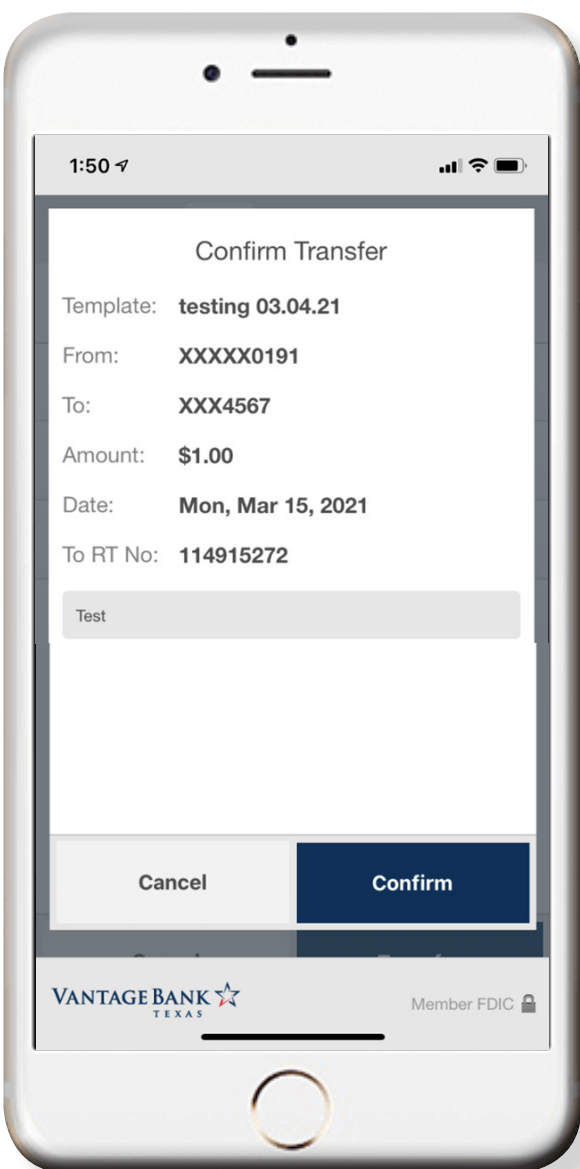 1:50
Confirm Transfer
Template: testing 03.04.21
From: XXXXX0191
To: XXX4567
Amount: $1.00
Date: Mon, Mar 15, 2021
To RT No: 114915272
Test
Cancel Confirm
VANTAGE BANK
TEXAS
Member FDIC